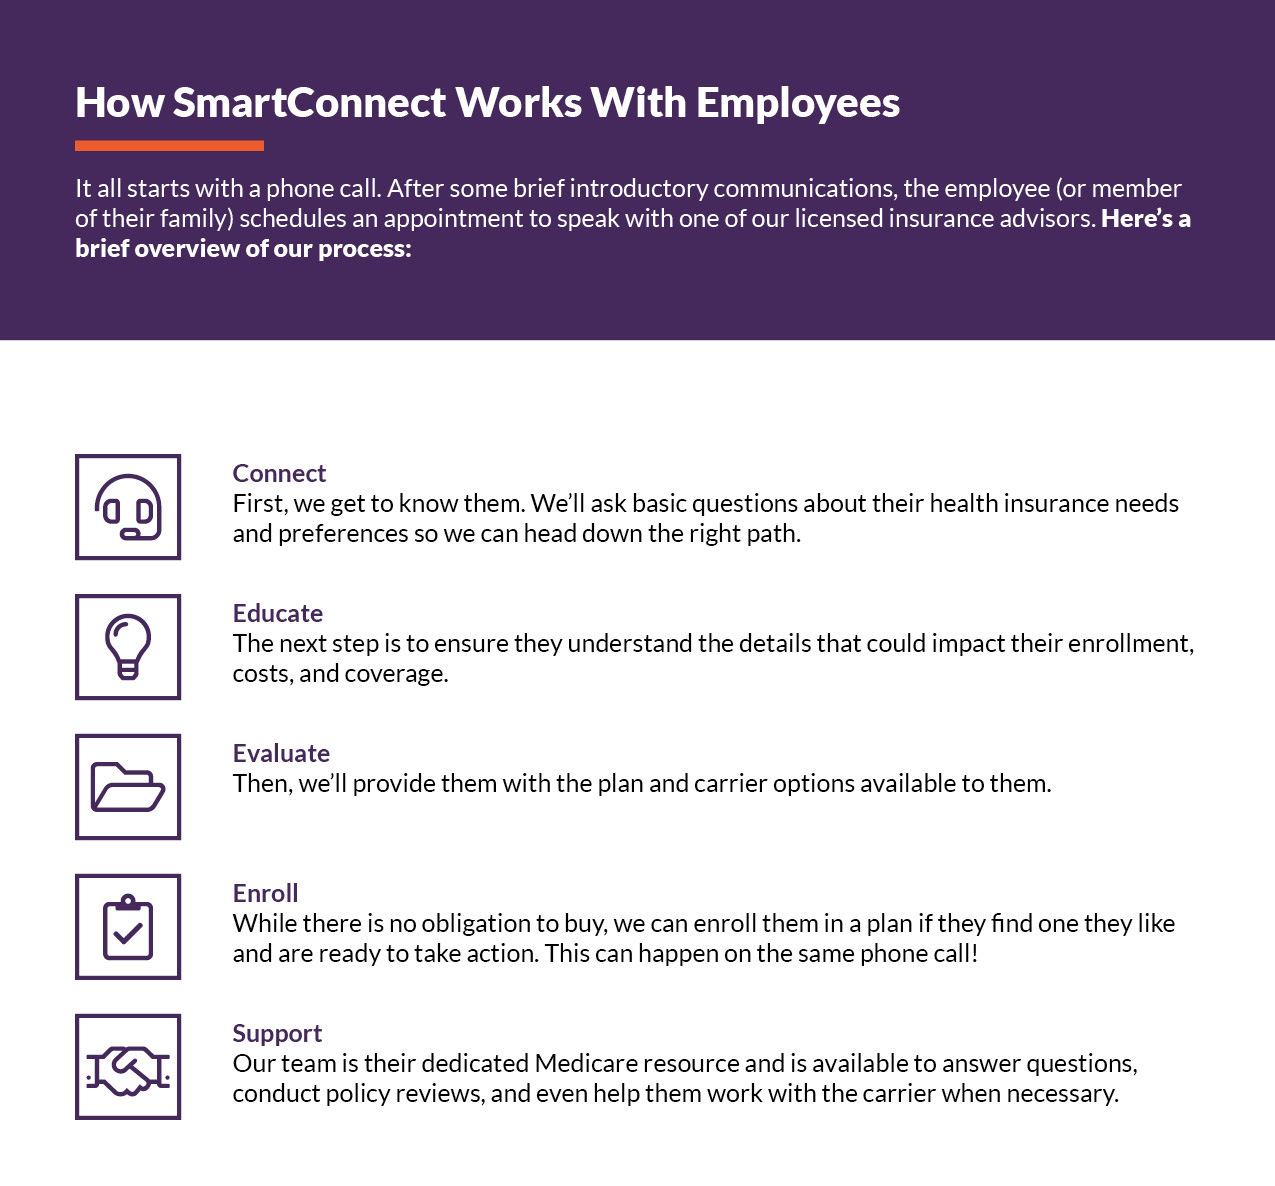 How SmartConnect Works With Employees
It all starts with a phone call. After some brief introductory communications, the employee (or member
of their family) schedules an appointment to speak with one of our licensed insurance advisors. Here’s a
brief overview of our process:
Connect
First, we get to know them. We’ll ask basic questions about their health insurance needs
and preferences so we can head down the right path.
Educate
The next step is to ensure they understand the details that could impact their enrollment,
costs, and coverage.
Evaluate
Then, we’ll provide them with the plan and carrier options available to them.
Enroll
While there is no obligation to buy, we can enroll them in a plan if they find one they like
and are ready to take action. This can happen on the same phone call!
Support
Our team is their dedicated Medicare resource and is available to answer questions,
conduct policy reviews, and even help them work with the carrier when necessary.